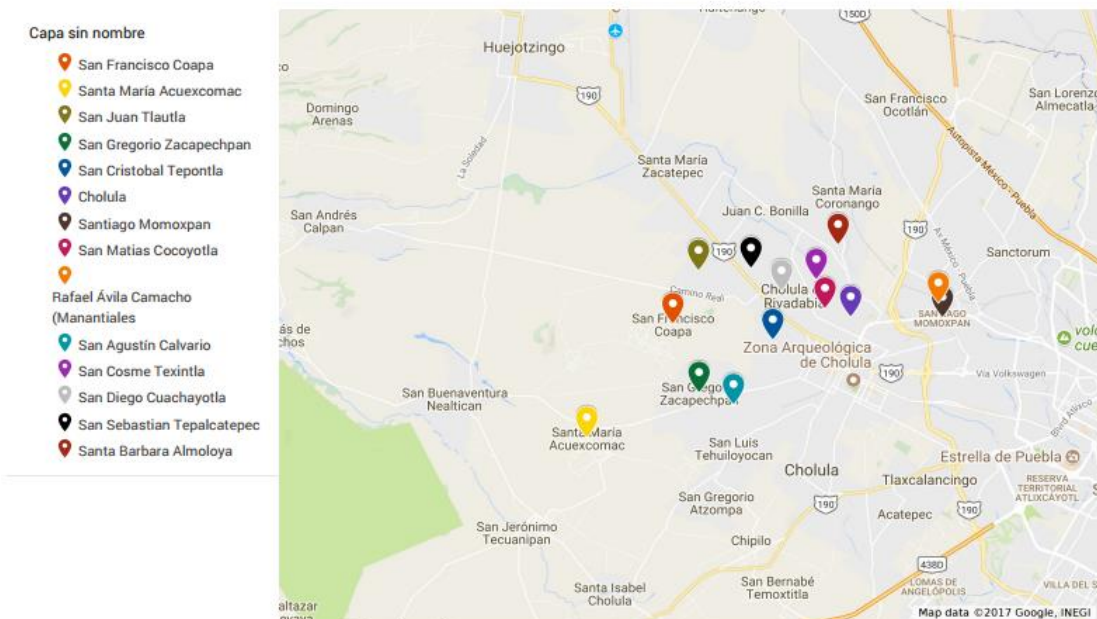 Capa sin nombre
San Francisco Coapa
Santa María Acuexcomac
San Juan Tlautla
San Gregorio Zacapechpan
San Cristobal Tepontla
Cholula
Santiago Momoxpan
San Matias Cocoyotla
Rafael Ávila Camacho
(Manantiales
San Agustín Calvario
San Cosme Texintla
San Diego Cuachayotla
San Sebastian Tepalcatepec
Santa Barbara Almoloya
150D
Huejotzingo
190
San Francisco
Ocotlán
San Lorenzo
Almecatla
Domingo
Arenas
Autopista México - Puebla
La Soledad
Santa María
Zacatepec
Santa María
Coronango
San Andrés
Calpan
Juan C. Bonilla
190
Av México - Puebla
Sanctorum
190
Camino Real
Cholula
Rivadabia
San Francisco
Coapa
MOMOXPAN
Zona Arqueológica
de Cholula
190
Vía Volkswagen
San Buenaventura
Nealtican
Zacapechpan
Santa María
Acuexcomac
San Luis
Tehuiloyocan
Blvrd Atlixco
Estrella de Puebla
Cholula
Tlaxcalancingo
RESERVA
TERRITORIAL
ATLIXCÁYOTL
San Gregorio
Atzompa
190
Acatepec
190
San Jerónimo
Tecuanipan
Chipilo
438D
San Bernabé
Temoxtitla
LOMAS DE
ANGELÓPOLIS
Santa Isabel
Cholula
Map data ©2017 Google, INEGI